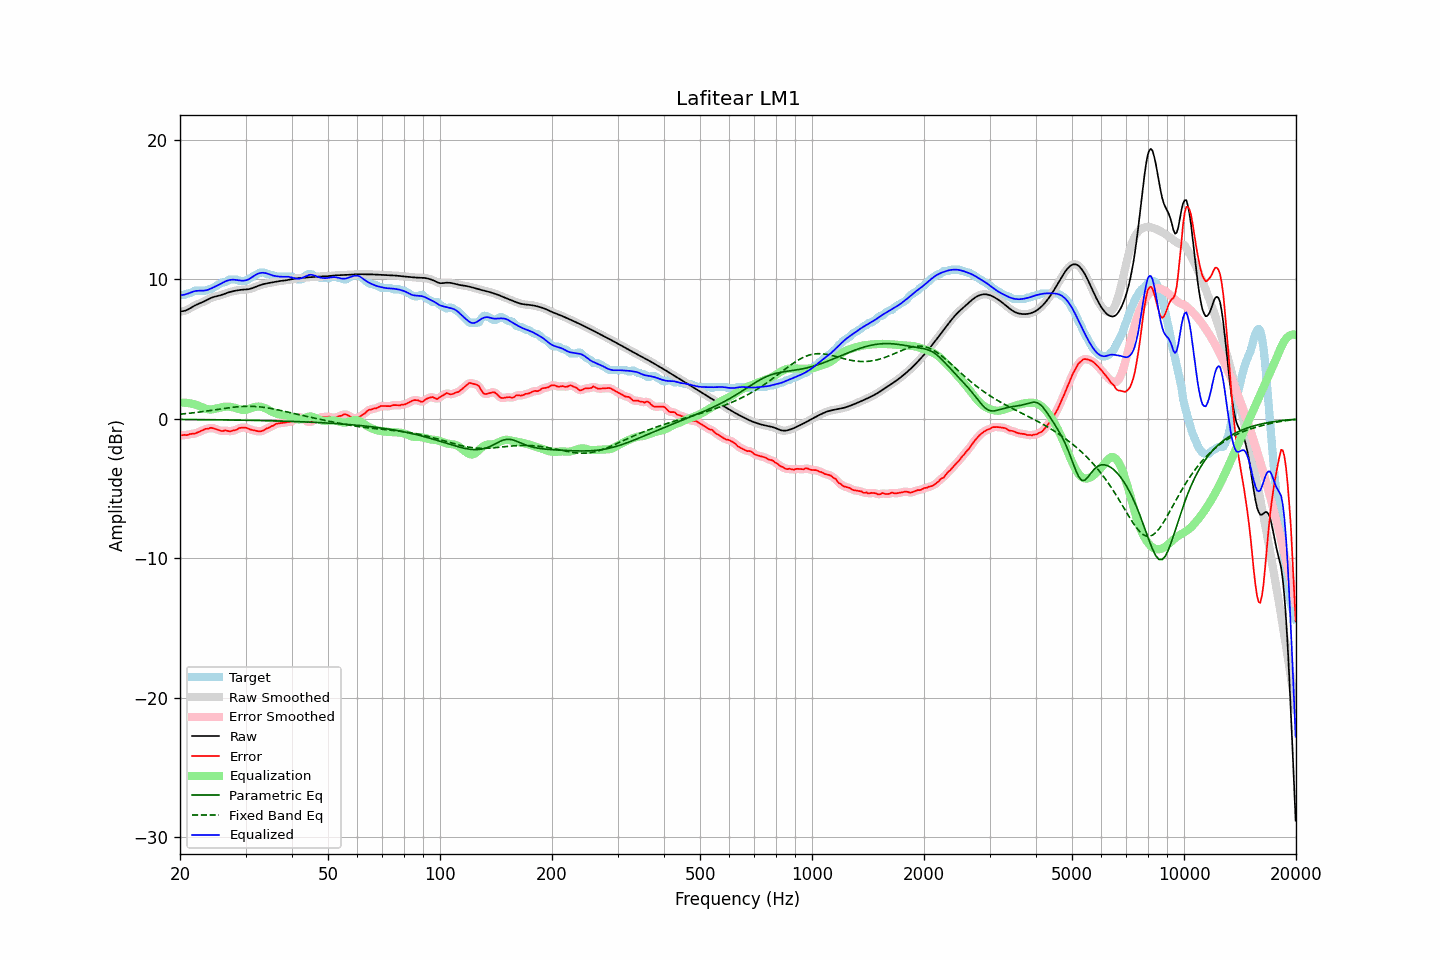 Lafitear LM1
20
10
0
−10
−20
−30
Amplitude (dBr)
Target
Raw Smoothed
Error Smoothed
Raw
Error
Equalization
Parametric Eq
Fixed Band Eq
Equalized
20 50 100 200 500 1000 2000 5000 10000 20000
Frequency (Hz)